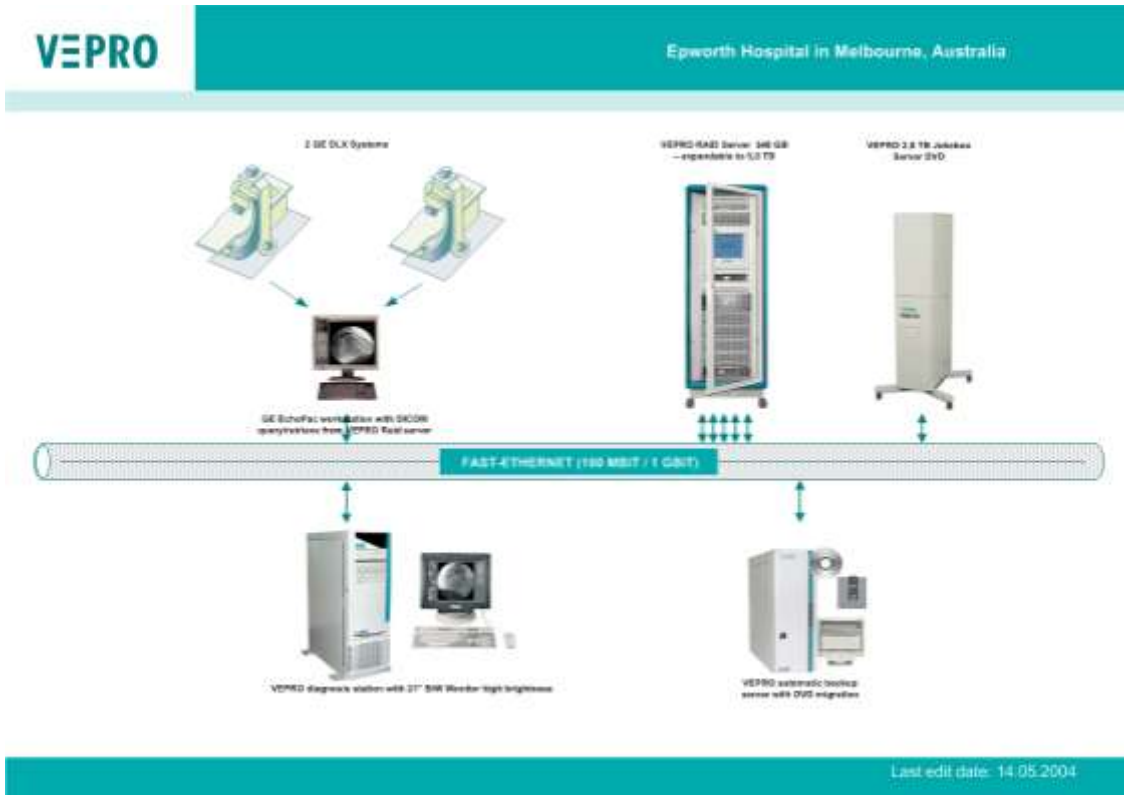 VEPRO
Epworth Hospital in Melbourne, Australia
2 GE DLX Systems
VEPRO RAID Server 540 GB
– expandable to 1,5 TB
VEPRO 2,8 TB Jukebox
Server DVD
GE EchoPac workstation with DICOM
query/retrieve from VEPRO Raid server
FAST-ETHERNET (100 MBIT / 1 GBIT)
VEPRO diagnosis station with 21" B/W Monitor high brightness
VEPRO automatic backup
server with DVD migration
Last edit date: 14.05.2004